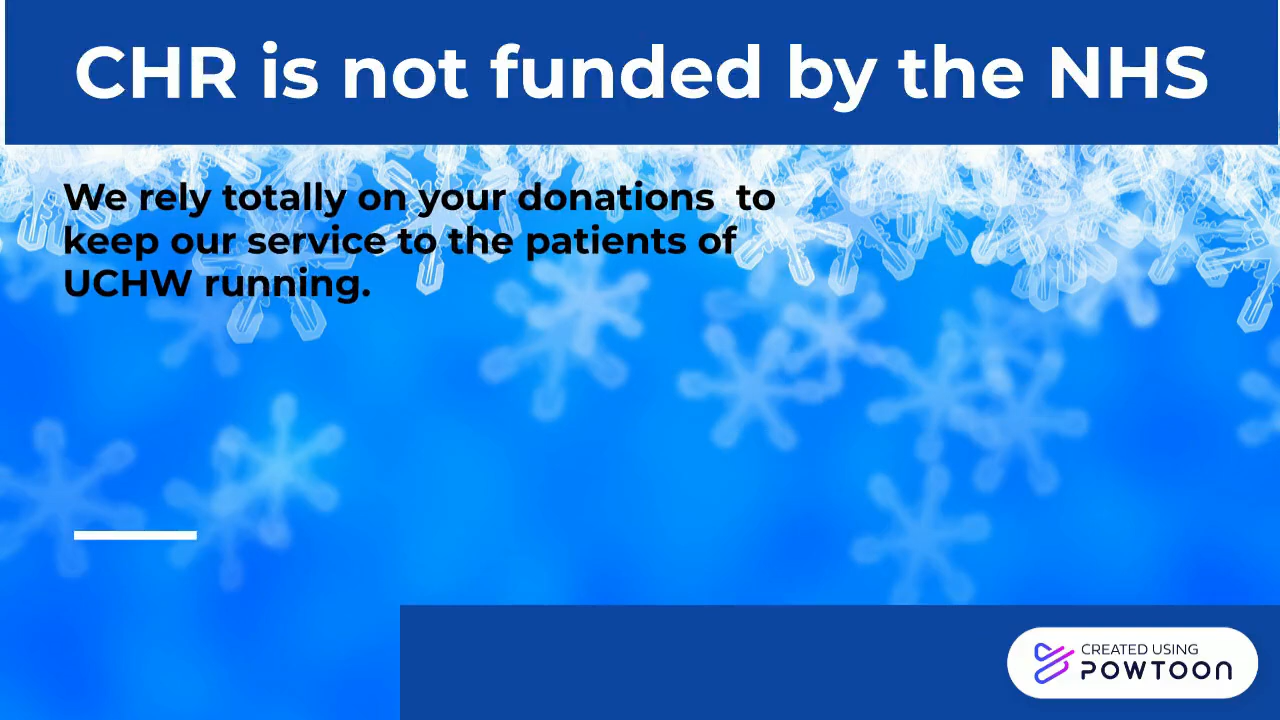 CHR is not funded by the NHS
We rely totally on your donations  to
keep our service to the patients of
UCHW running.
CREATED USING
POWTOON